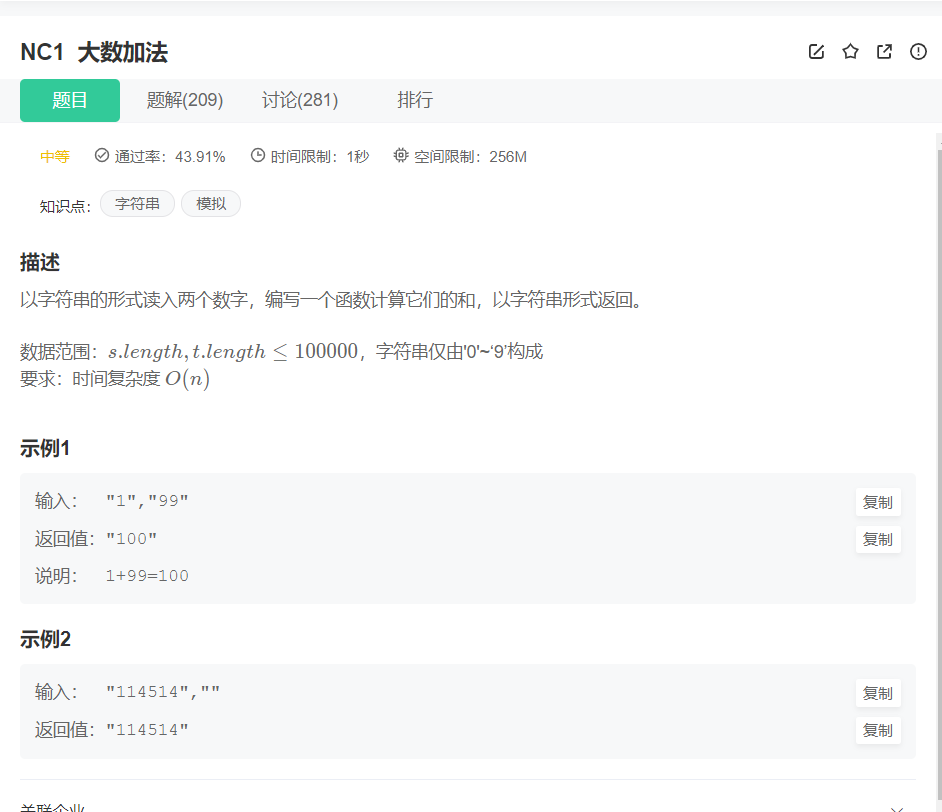 NC1 大数加法
题目 题解(209) 讨论(281) 排行
中等 通过率：43.91% 时间限制：1秒 空间限制：256M
知识点： 字符串 模拟
描述
以字符串的形式读入两个数字，编写一个函数计算它们的和，以字符串形式返回。
数据范围：s.length,t.length ≤ 100000，字符串仅由'0'~‘9’构成
要求：时间复杂度 O(n)
示例1
输入： "1","99" 复制
返回值： "100" 复制
说明： 1+99=100
示例2
输入： "114514","" 复制
返回值： "114514" 复制
关联企业